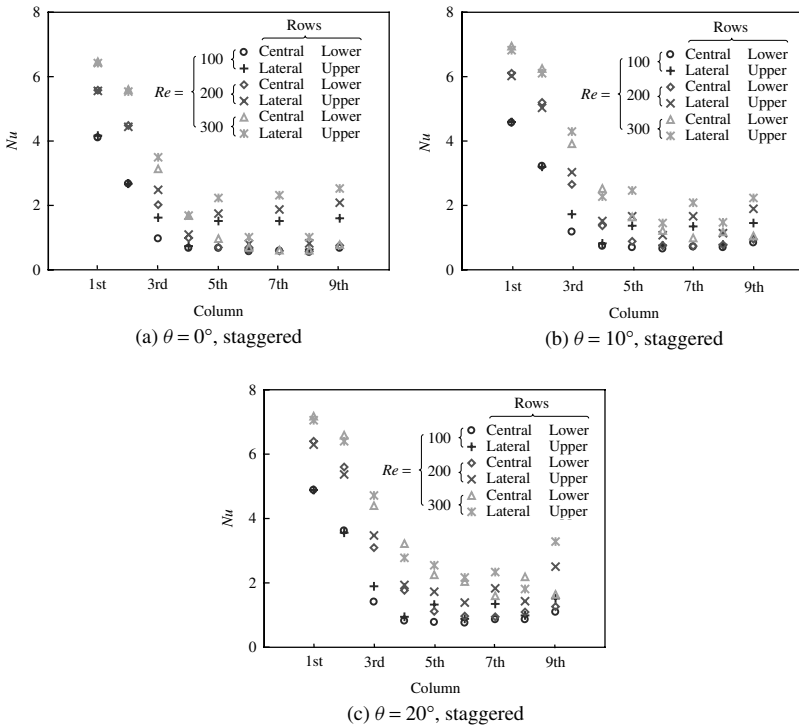 8
6
4
2
0
Nu
Rows
Re =
100
Central Lower
Lateral Upper
200
Central Lower
Lateral Upper
300
Central Lower
Lateral Upper
1st 3rd 5th 7th 9th
Column
(a) θ = 0°, staggered
8
6
4
2
0
Nu
Rows
Re =
100
Central Lower
Lateral Upper
200
Central Lower
Lateral Upper
300
Central Lower
Lateral Upper
1st 3rd 5th 7th 9th
Column
(b) θ = 10°, staggered
8
6
4
2
0
Nu
Rows
Re =
100
Central Lower
Lateral Upper
200
Central Lower
Lateral Upper
300
Central Lower
Lateral Upper
1st 3rd 5th 7th 9th
Column
(c) θ = 20°, staggered